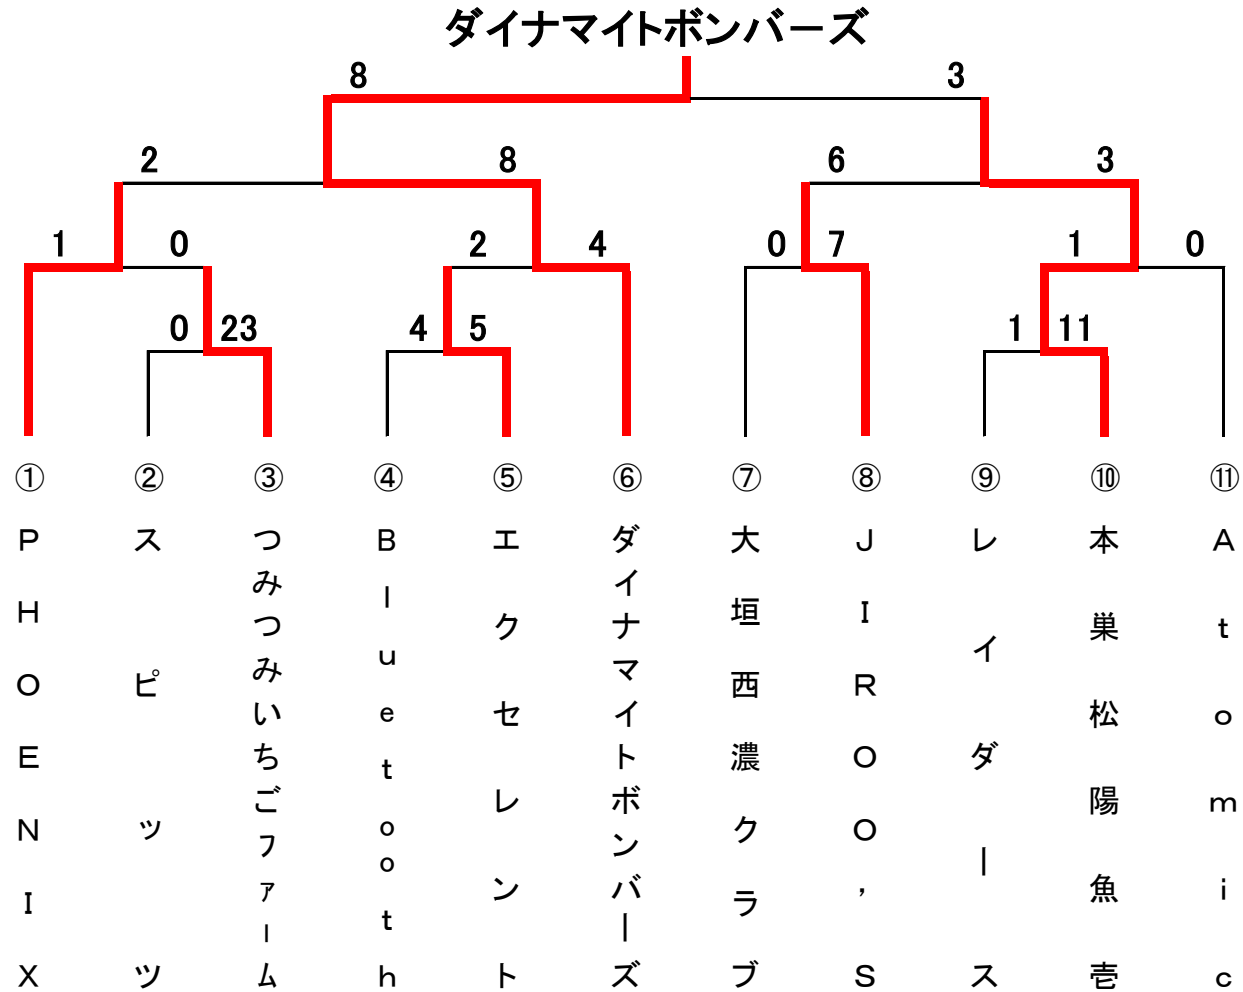 ダイナマイトボンバーズ
8 3
2 8 6 3
1 0 2 4 0 7 1 0
0 23 4 5 1 11
① ② ③ ④ ⑤ ⑥ ⑦ ⑧ ⑨ ⑩ ⑪
PHOENIX
スピッツ
つみつみいちごファーム
Bluetooth
エクセレント
ダイナマイトボンバーズ
大垣西濃クラブ
JIROO’S
レイダース
本巣松陽魚壱
Atomic